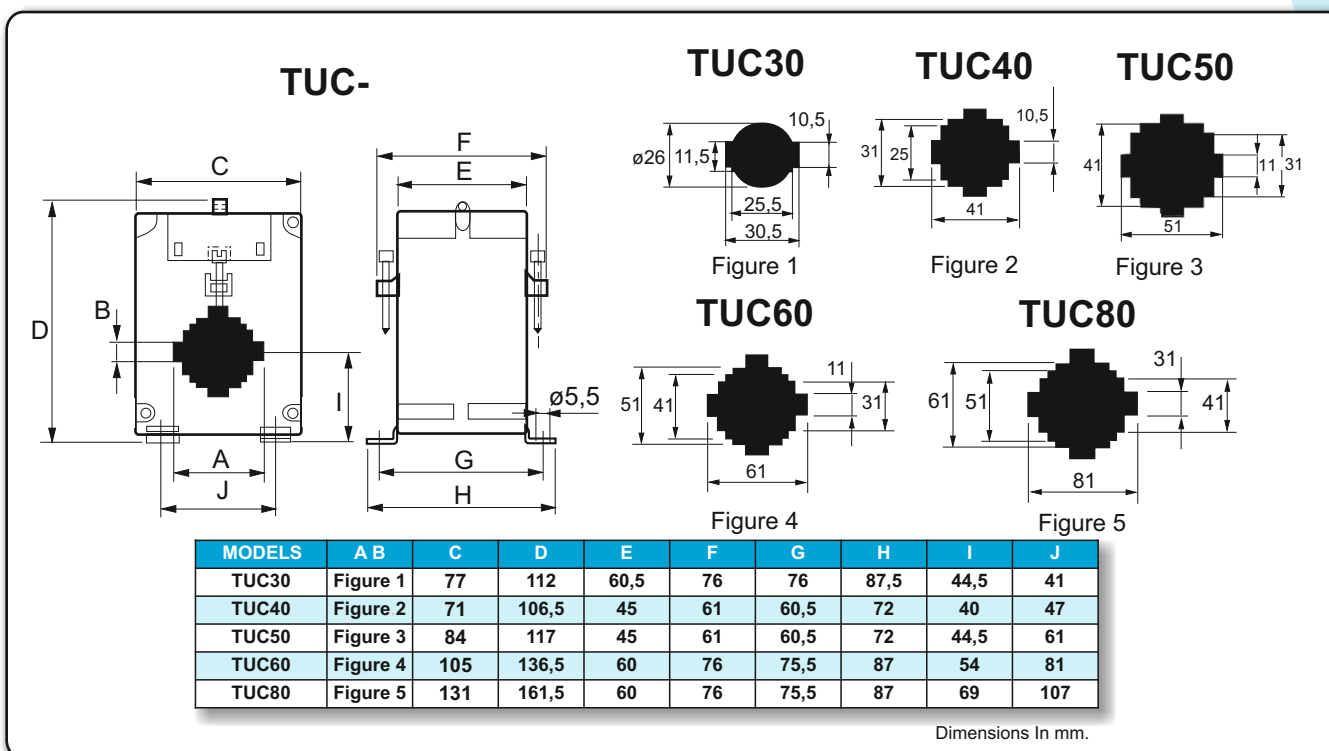 TUC-
C
D
B
I
A
J
F
E
ø5,5
G
H
TUC30
10,5
ø26
11,5
25,5
30,5
Figure 1
TUC40
10,5
31
25
41
Figure 2
TUC50
41
11
31
51
Figure 3
TUC60
11
51
41
31
61
Figure 4
TUC80
31
61
51
41
81
Figure 5
MODELS A B C D E F G H I J
TUC30 Figure 1 77 112 60,5 76 76 87,5 44,5 41
TUC40 Figure 2 71 106,5 45 61 60,5 72 40 47
TUC50 Figure 3 84 117 45 61 60,5 72 44,5 61
TUC60 Figure 4 105 136,5 60 76 75,5 87 54 81
TUC80 Figure 5 131 161,5 60 76 75,5 87 69 107
Dimensions In mm.